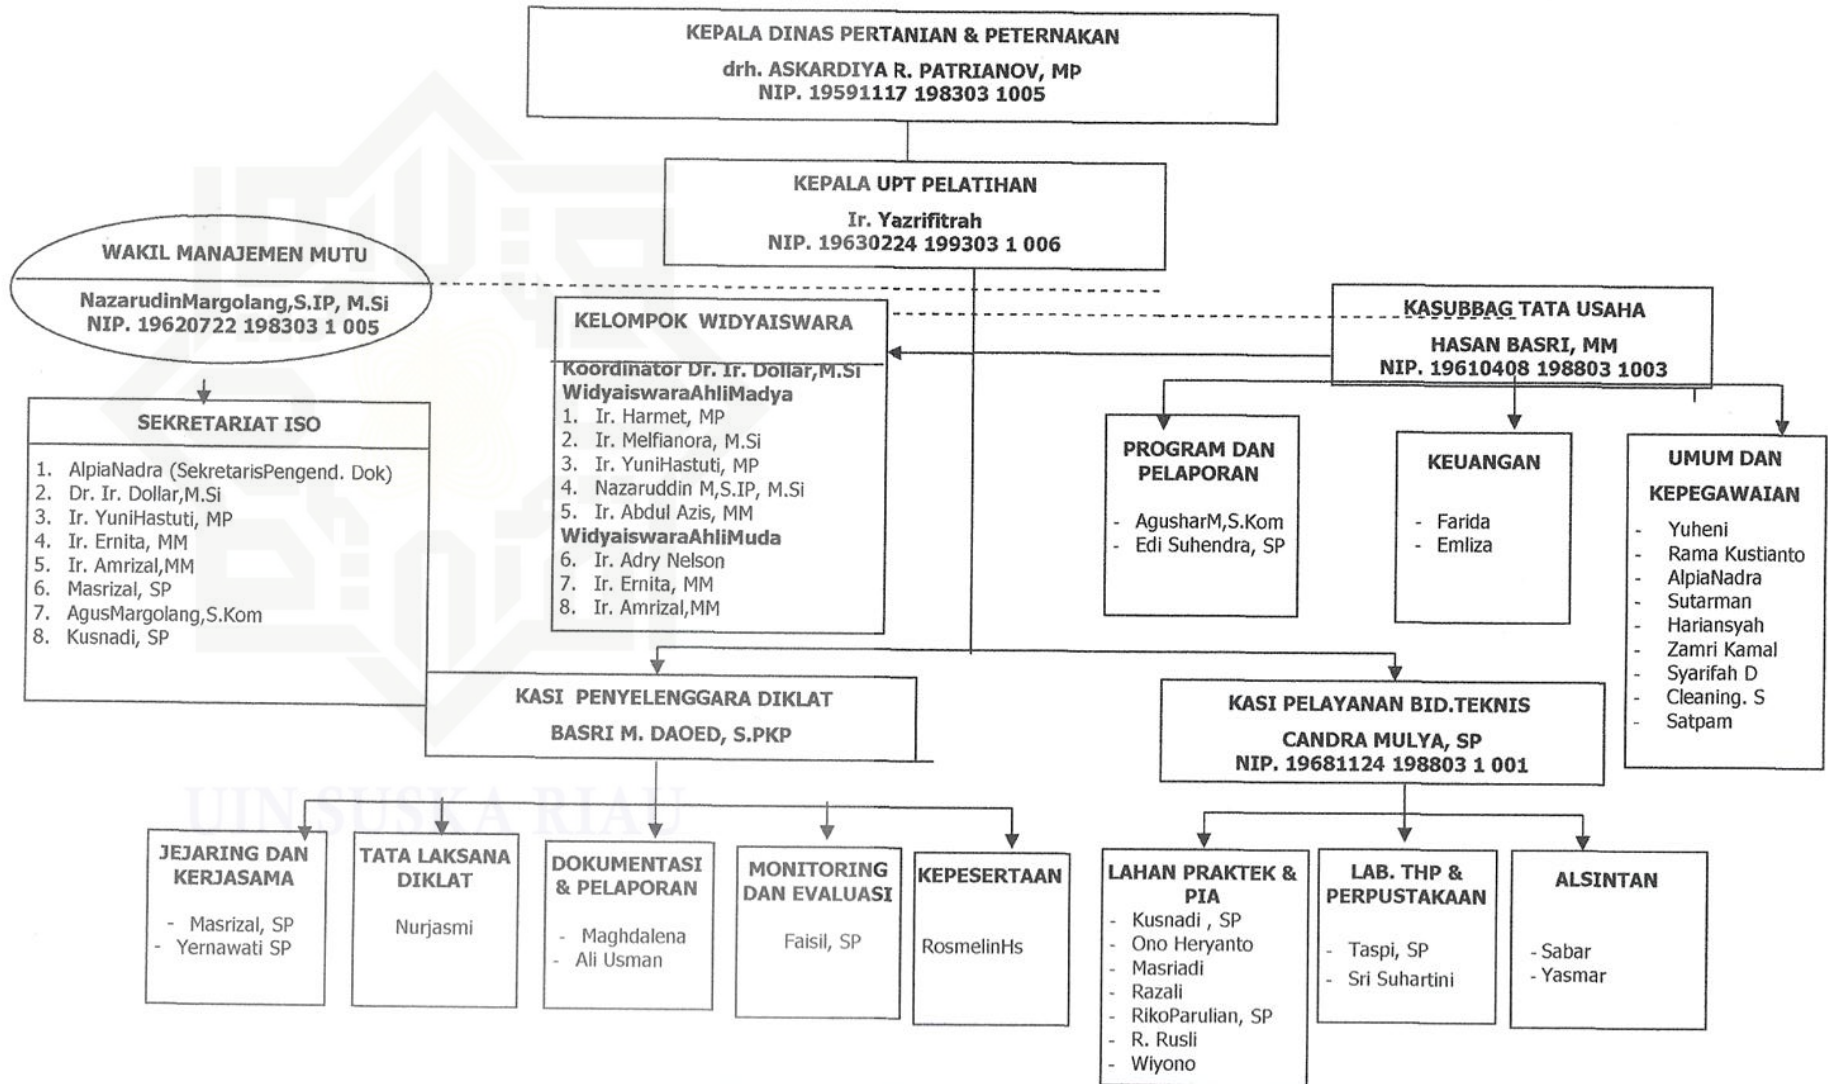 KEPALA DINAS PERTANIAN & PETERNAKAN
drh. ASKARDIYA R. PATRIANOV, MP
NIP. 19591117 198303 1005
KEPALA UPT PELATIHAN
Ir. Yazrifitrah
NIP. 19630224 199303 1 006
WAKIL MANAJEMEN MUTU
NazarudinMargolang,S.IP, M.Si
NIP. 19620722 198303 1 005
SEKRETARIAT ISO
1. AlpiaNadra (SekretarisPengend. Dok)
2. Dr. Ir. Dollar,M.Si
3. Ir. YuniHastuti, MP
4. Ir. Ernita, MM
5. Ir. Amrizal,MM
6. Masrizal, SP
7. AgusMargolang,S.Kom
8. Kusnadi, SP
KELOMPOK WIDYAISWARA
Koordinator Dr. Ir. Dollar,M.Si
WidyaiswaraAhliMadya
1. Ir. Harmet, MP
2. Ir. Melfianora, M.Si
3. Ir. YuniHastuti, MP
4. Nazaruddin M,S.IP, M.Si
5. Ir. Abdul Azis, MM
WidyaiswaraAhliMuda
6. Ir. Adry Nelson
7. Ir. Ernita, MM
8. Ir. Amrizal,MM
KASUBBAG TATA USAHA
HASAN BASRI, MM
NIP. 19610408 198803 1003
PROGRAM DAN
PELAPORAN
- AgusharM,S.Kom
- Edi Suhendra, SP
KEUANGAN
- Farida
- Emliza
UMUM DAN
KEPEGAWAIAN
- Yuheni
- Rama Kustianto
- AlpiaNadra
- Sutarman
- Hariansyah
- Zamri Kamal
- Syarifah D
- Cleaning. S
- Satpam
KASI PENYELENGGARA DIKLAT
BASRI M. DAOED, S.PKP
KASI PELAYANAN BID.TEKNIS
CANDRA MULYA, SP
NIP. 19681124 198803 1 001
JEJARING DAN
KERJASAMA
- Masrizal, SP
- Yernawati SP
TATA LAKSANA
DIKLAT
Nurjasmi
DOKUMENTASI
& PELAPORAN
- Maghdalena
- Ali Usman
MONITORING
DAN EVALUASI
Faisil, SP
KEPESERTAAN
RosmelinHs
LAHAN PRAKTEK &
PIA
- Kusnadi , SP
- Ono Heryanto
- Masriadi
- Razali
- RikoParulian, SP
- R. Rusli
- Wiyono
LAB. THP &
PERPUSTAKAAN
- Taspi, SP
- Sri Suhartini
ALSINTAN
- Sabar
- Yasmar
UIN SUSKA RIAU